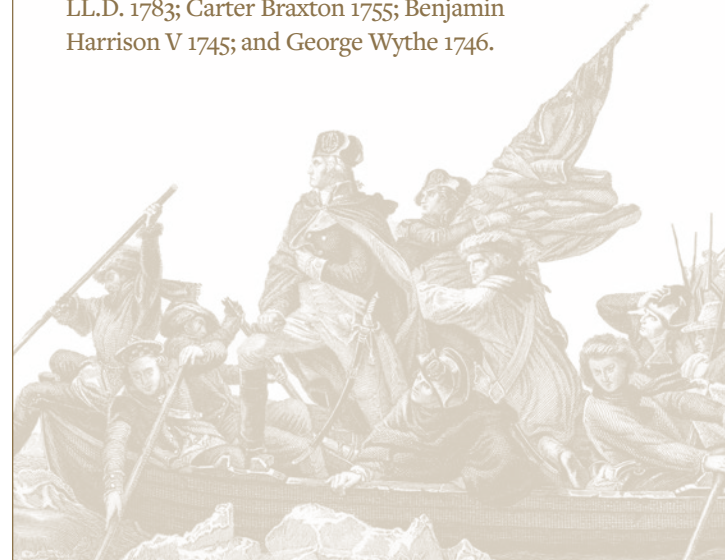 LL.D. 1783; Carter Braxton 1755; Benjamin
Harrison V 1745; and George Wythe 1746.